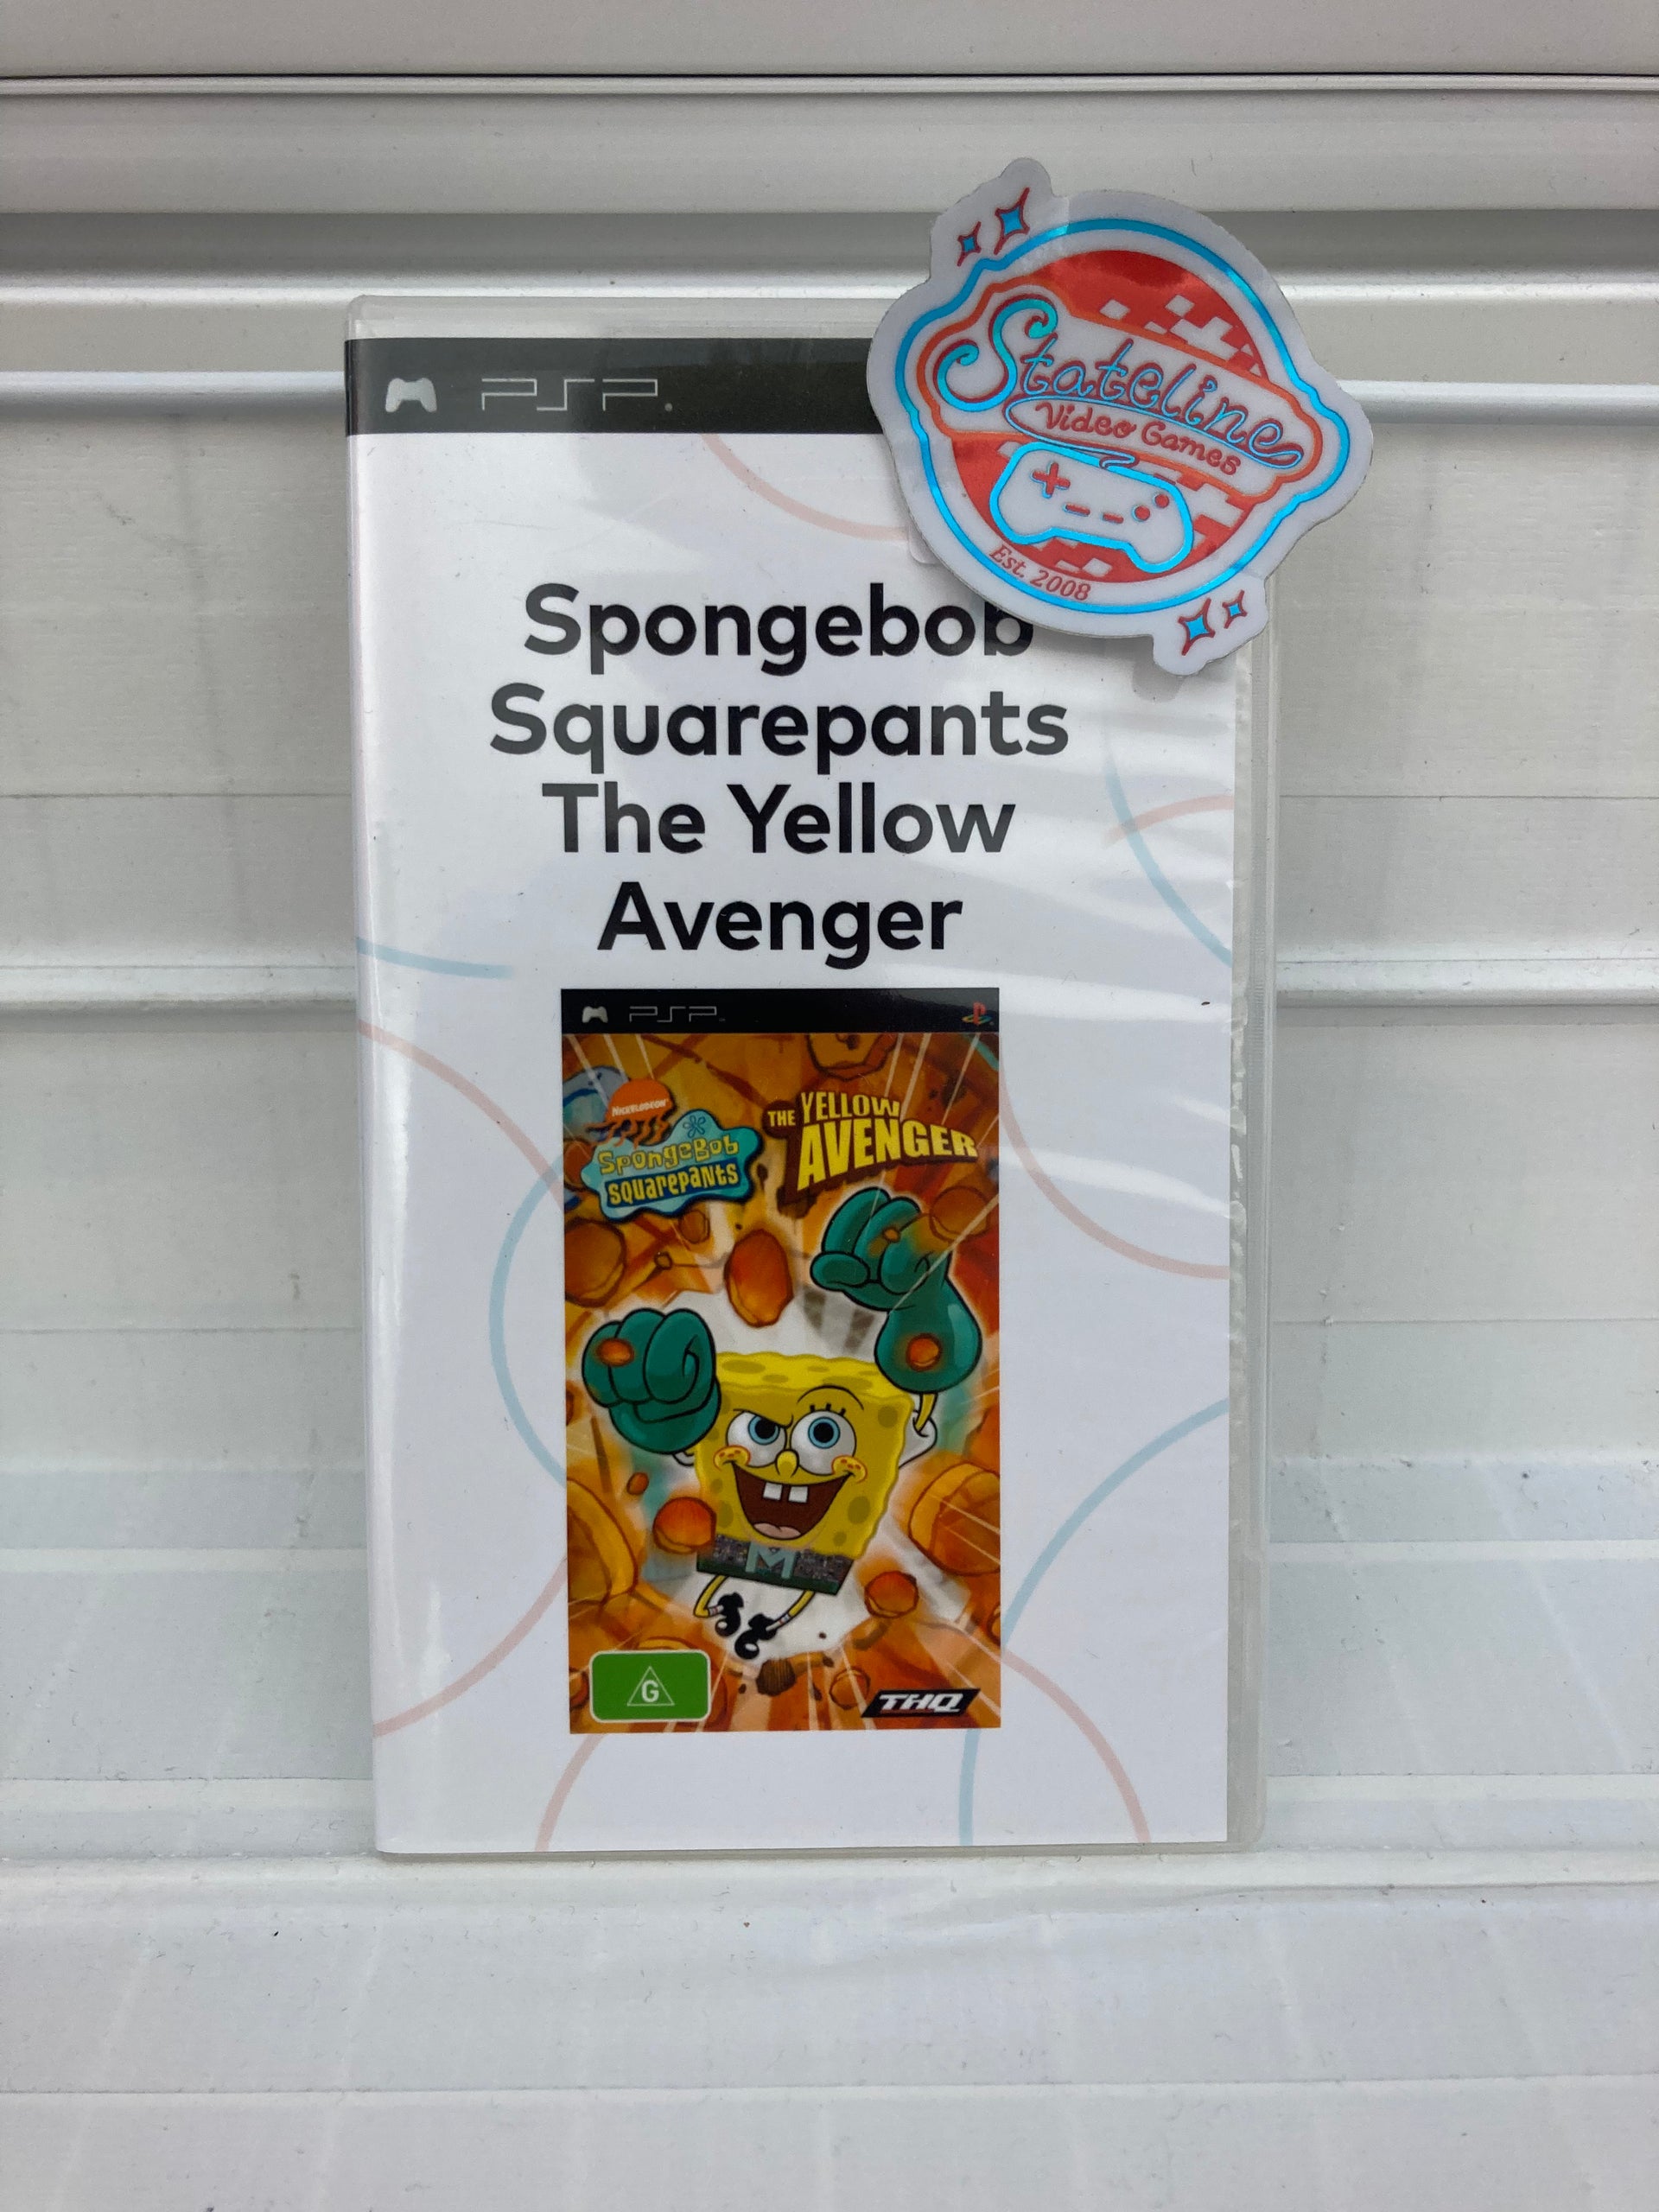 PSP
Stateline
Video Games
Est. 2008
Spongebob
Squarepants
The Yellow
Avenger
PSP
NICKELODEON
SpongeBob
SQUAREPANTS
THE YELLOW
AVENGER
M
G
THQ